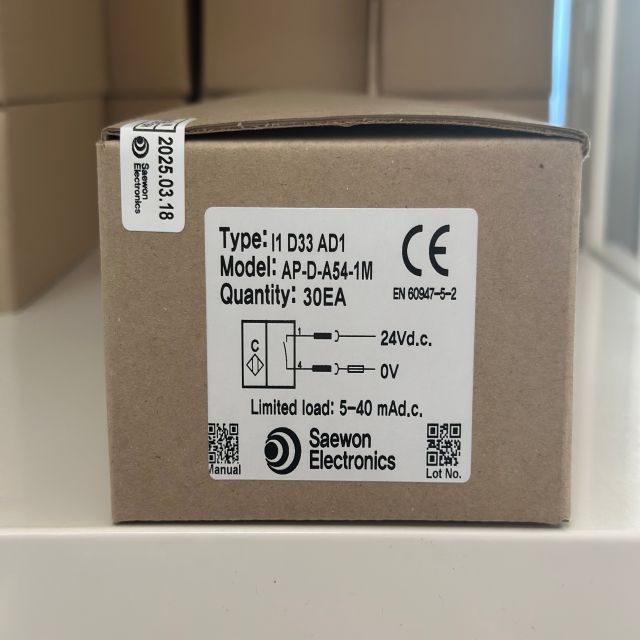 2025.03.18
Saewon
Electronics
Type: I1 D33 AD1
Model: AP-D-A54-1M
Quantity: 30EA
CE
EN 60947-5-2
C
1
24Vd.c.
4
0V
Limited load: 5-40 mAd.c.
Manual
Saewon
Electronics
Lot No.